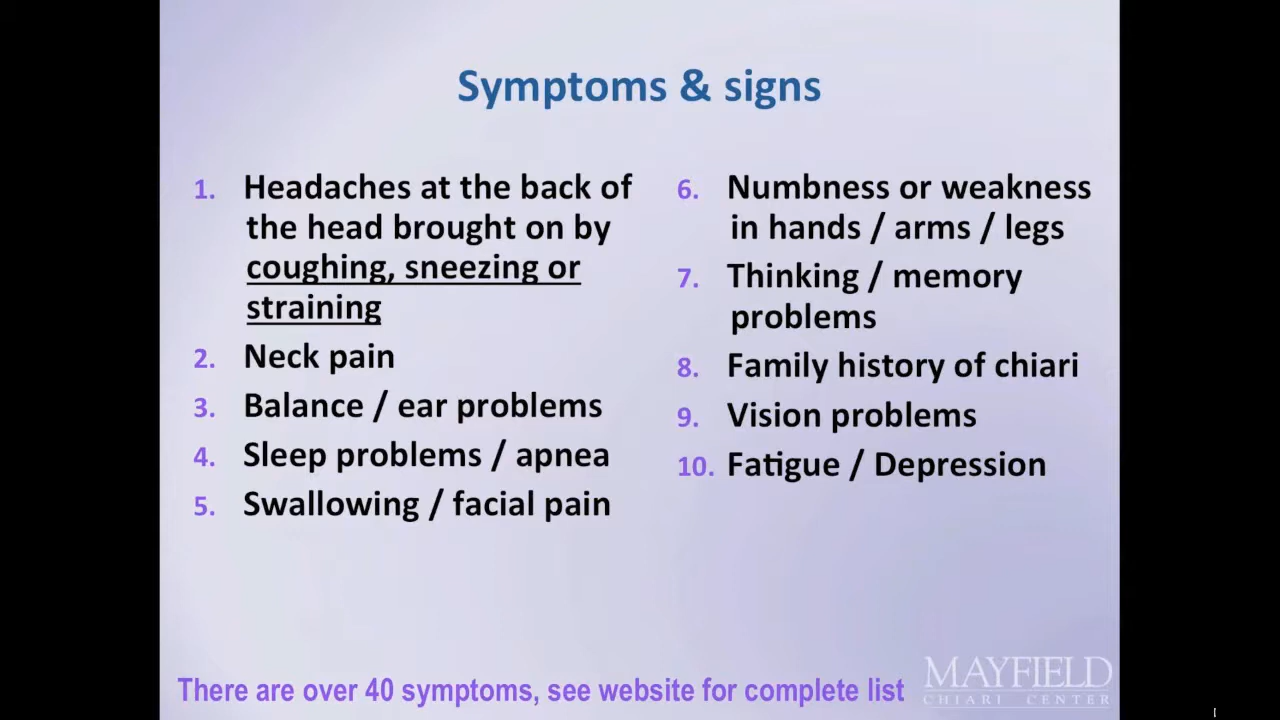 Symptoms & signs
1. Headaches at the back of
the head brought on by
coughing, sneezing or
straining
2. Neck pain
3. Balance / ear problems
4. Sleep problems / apnea
5. Swallowing / facial pain
6. Numbness or weakness
in hands / arms / legs
7. Thinking / memory
problems
8. Family history of chiari
9. Vision problems
10. Fatigue / Depression
There are over 40 symptoms, see website for complete list
MAYFIELD
CHIARI CENTER